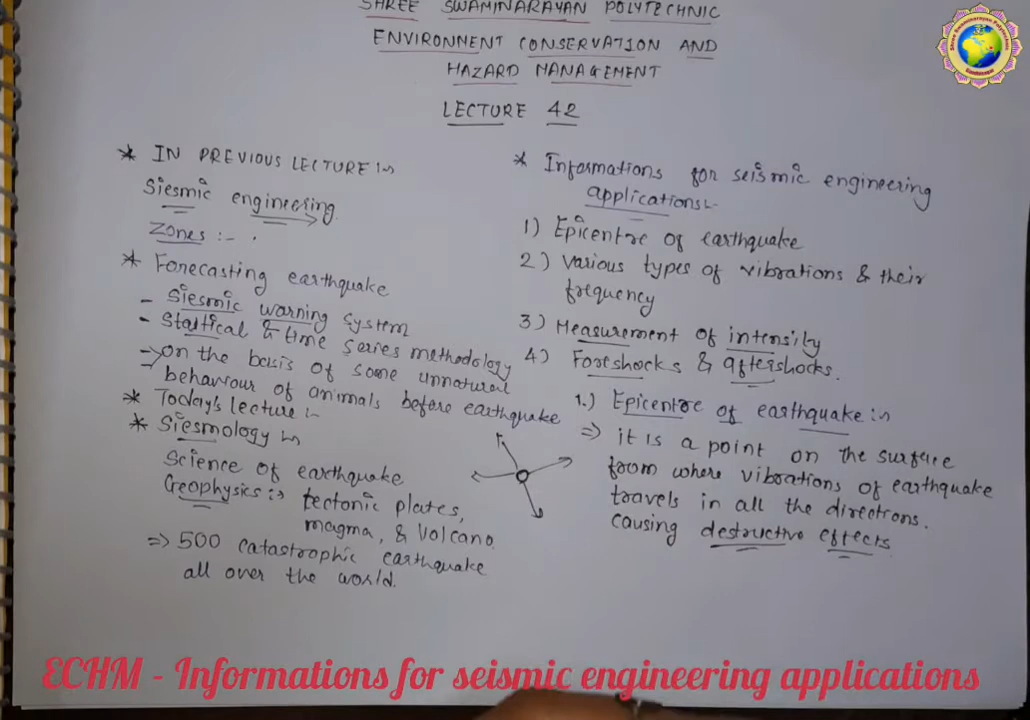 SHREE SWAMINARAYAN POLYTECHNIC
ENVIRONMENT CONSERVATION AND
HAZARD MANAGEMENT
LECTURE 42
* IN PREVIOUS LECTURE :-
Siesmic engineering
Zones :-
* Forecasting earthquake
- Siesmic warning system
- Stastical & time series methodology
-> on the basis of some unnatural
behaviour of animals before earthquake
* Today's lecture :-
* Siesmology :-
Science of earthquake
Geophysics :-> tectonic plates,
magma, & Volcano.
=> 500 catastrophic earthquake
all over the world.
* Informations for seismic engineering
applications :-
1) Epicentre of earthquake
2) Various types of vibrations & their
frequency
3) Measurement of intensity
4) Foreshocks & aftershocks.
1.) Epicentre of earthquake :-
=> it is a point on the surface
from where vibrations of earthquake
travels in all the directions.
causing destructive effects.
ECHM - Informations for seismic engineering applications